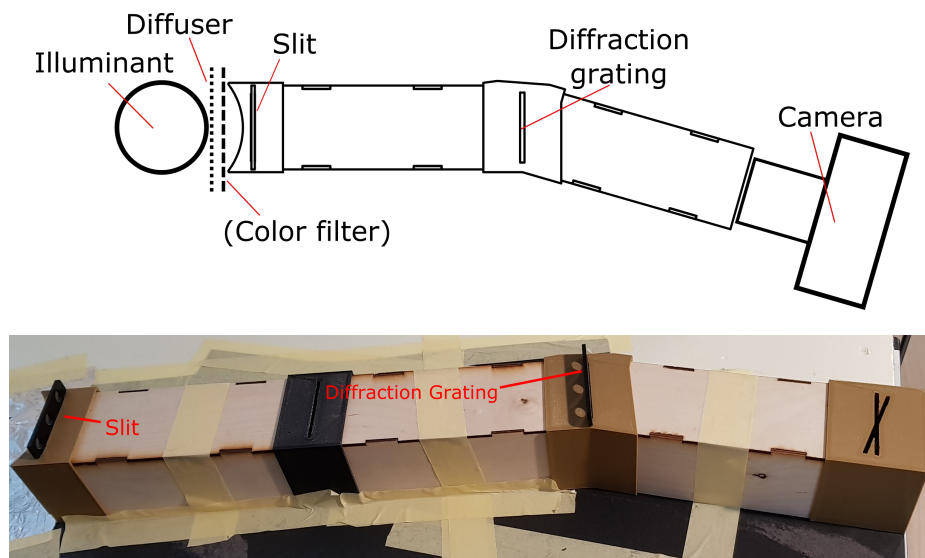 Diffuser
Illuminant
Slit
Diffraction
grating
Camera
(Color filter)
Diffraction Grating
Slit